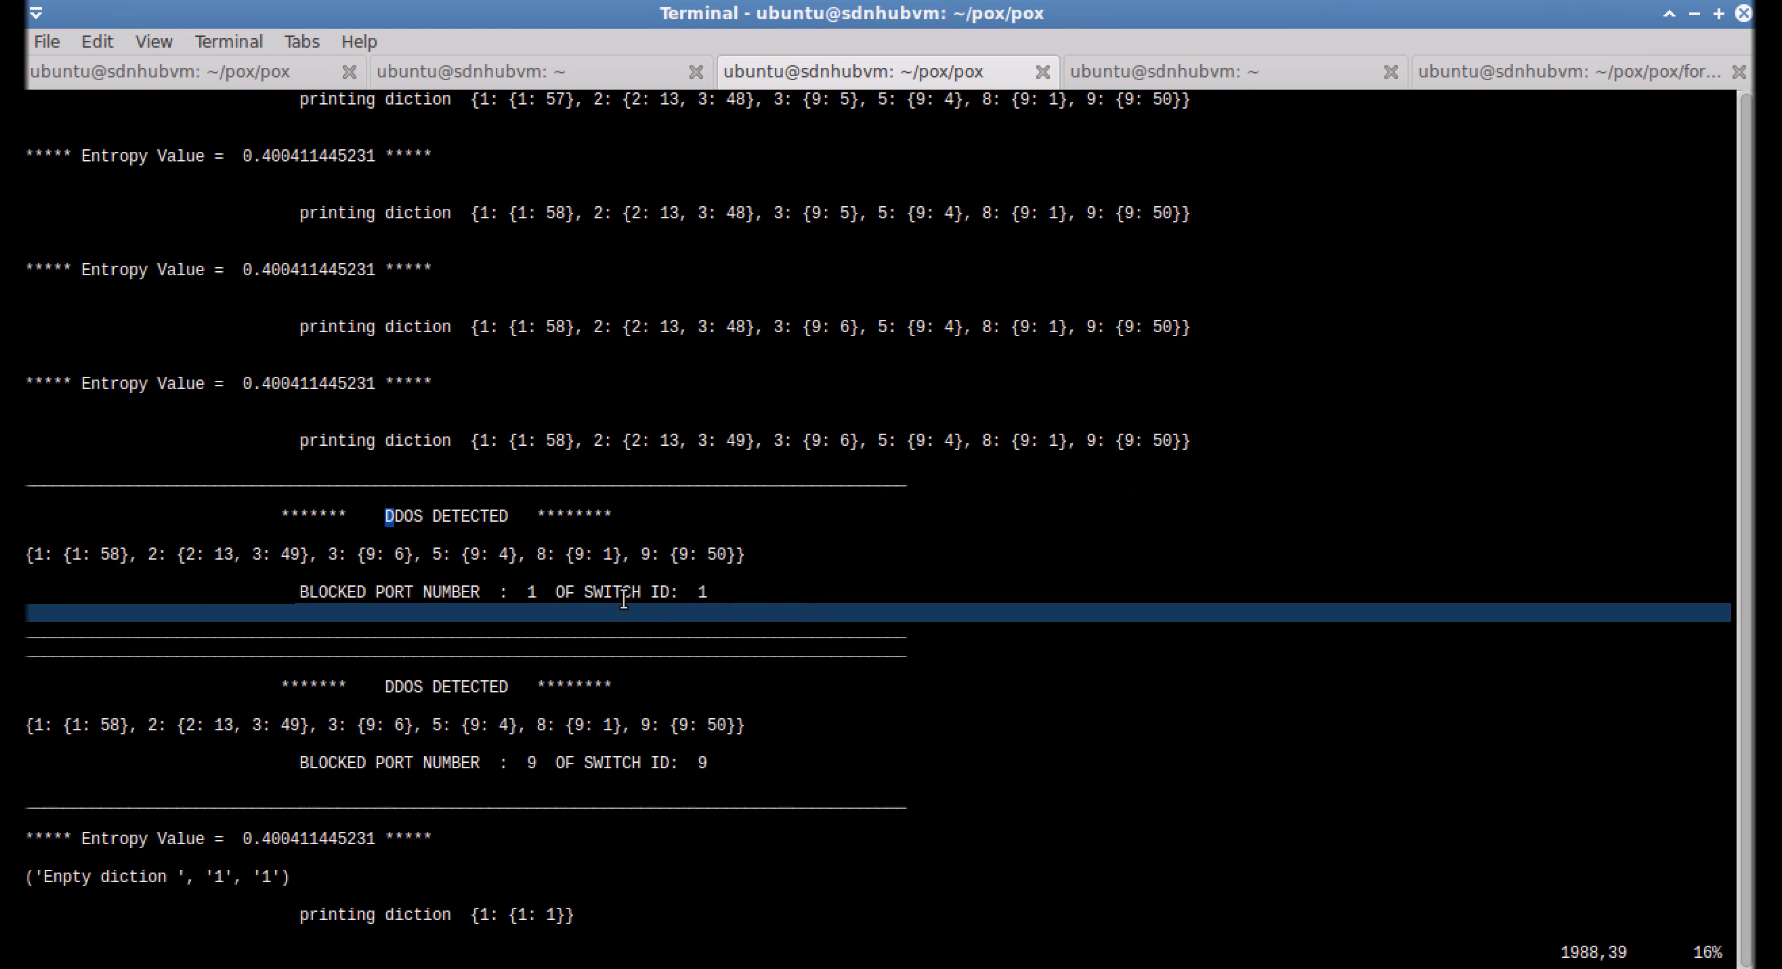 Terminal - ubuntu@sdnhubvm: ~/pox/pox
File Edit View Terminal Tabs Help
ubuntu@sdnhubvm: ~/pox/pox ubuntu@sdnhubvm: ~ ubuntu@sdnhubvm: ~/pox/pox ubuntu@sdnhubvm: ~ ubuntu@sdnhubvm: ~/pox/pox/for...
printing diction {1: {1: 57}, 2: {2: 13, 3: 48}, 3: {9: 5}, 5: {9: 4}, 8: {9: 1}, 9: {9: 50}}
***** Entropy Value = 0.400411445231 *****
printing diction {1: {1: 58}, 2: {2: 13, 3: 48}, 3: {9: 5}, 5: {9: 4}, 8: {9: 1}, 9: {9: 50}}
***** Entropy Value = 0.400411445231 *****
printing diction {1: {1: 58}, 2: {2: 13, 3: 48}, 3: {9: 6}, 5: {9: 4}, 8: {9: 1}, 9: {9: 50}}
***** Entropy Value = 0.400411445231 *****
printing diction {1: {1: 58}, 2: {2: 13, 3: 49}, 3: {9: 6}, 5: {9: 4}, 8: {9: 1}, 9: {9: 50}}
******* DDOS DETECTED ********
{1: {1: 58}, 2: {2: 13, 3: 49}, 3: {9: 6}, 5: {9: 4}, 8: {9: 1}, 9: {9: 50}}
BLOCKED PORT NUMBER : 1 OF SWITCH ID: 1
******* DDOS DETECTED ********
{1: {1: 58}, 2: {2: 13, 3: 49}, 3: {9: 6}, 5: {9: 4}, 8: {9: 1}, 9: {9: 50}}
BLOCKED PORT NUMBER : 9 OF SWITCH ID: 9
***** Entropy Value = 0.400411445231 *****
('Enpty diction ', '1', '1')
printing diction {1: {1: 1}}
1988,39 16%